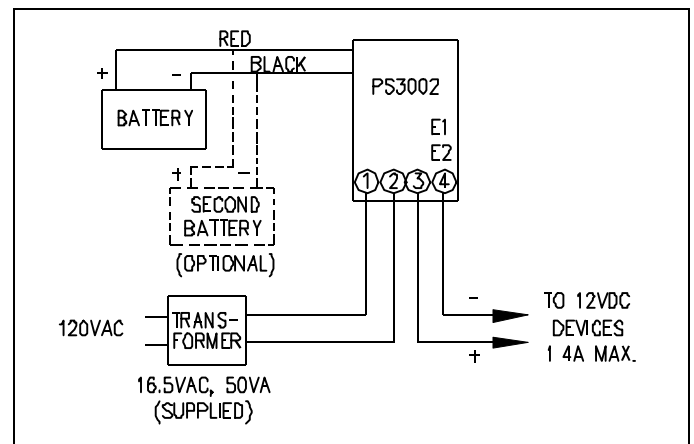 RED
BLACK
+
−
BATTERY
PS3002
E1
E2
1 2 3 4
+
−
SECOND
BATTERY
(OPTIONAL)
120VAC
TRANS-
FORMER
16.5VAC, 50VA
(SUPPLIED)
−
+
TO 12VDC
DEVICES
1 4A MAX.